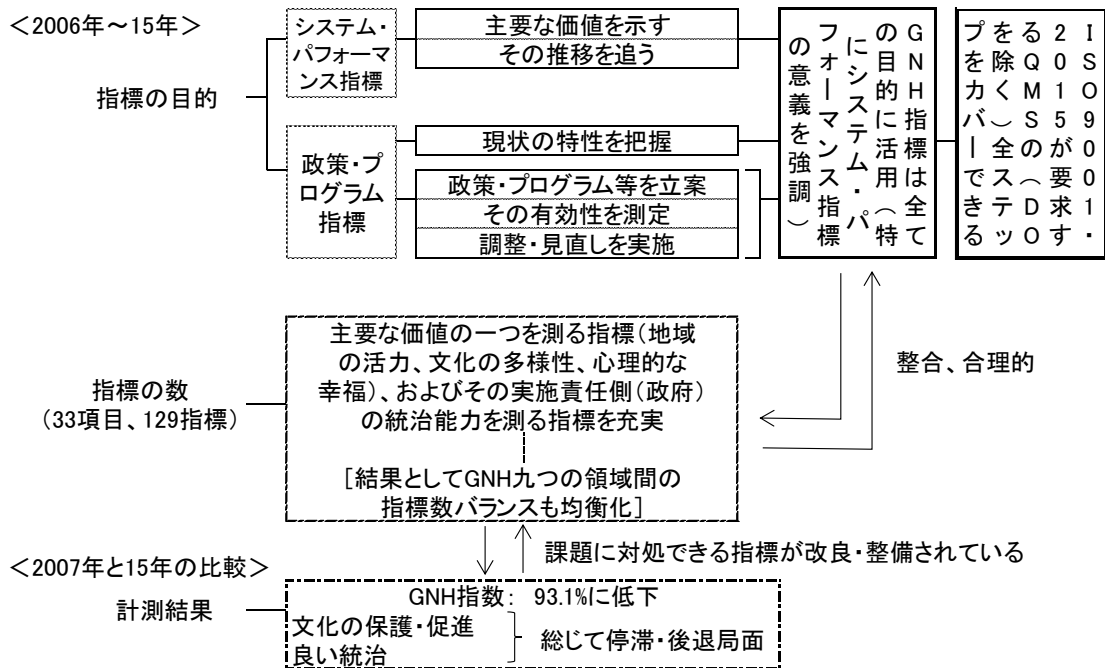 <2006年~15年>
指標の目的
システム・
パフォーマ
ンス指標
主要な価値を示す
その推移を追う
政策・プ
ログラム
指標
現状の特性を把握
政策・プログラム等を立案
その有効性を測定
調整・見直しを実施
GNH指標は全て
の目的に活用(特
にシステム・パ
フォーマンス指標
の意義を強調)
ISO9001・
2015が要求す
るQMSの(DO
を除く)全ステッ
プをカバーできる
整合、合理的
指標の数
(33項目、129指標)
主要な価値の一つを測る指標(地域
の活力、文化の多様性、心理的な
幸福)、およびその実施責任側(政府)
の統治能力を測る指標を充実
[結果としてGNH九つの領域間の
指標数バランスも均衡化]
課題に対処できる指標が改良・整備されている
<2007年と15年の比較>
計測結果
GNH指数: 93.1%に低下
文化の保護・促進
良い統治
総じて停滞・後退局面